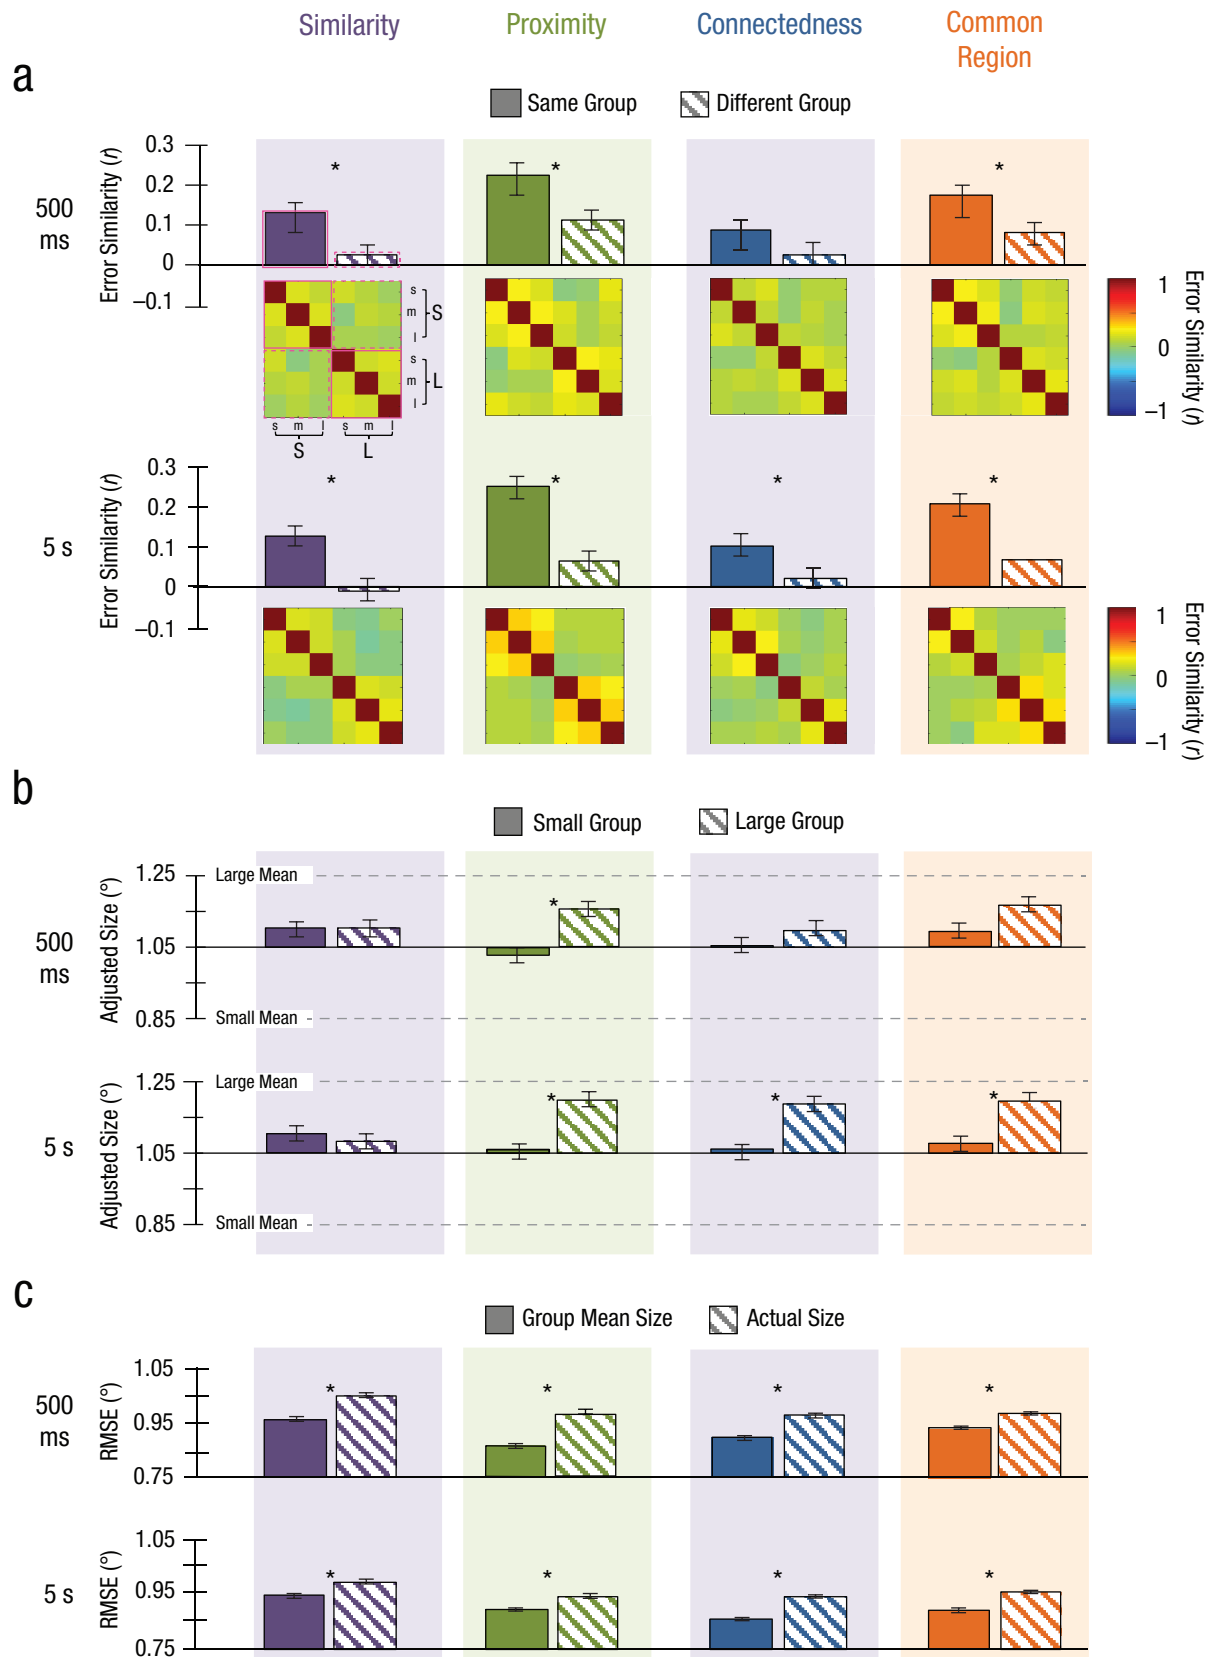 Similarity
Proximity
Connectedness
Common
Region
a
Same Group
Different Group
500
ms
Error Similarity (r)
0.3
0.2
0.1
0
–0.1
*
*
*
s
m
l
S
s
m
l
L
s m l s m l
S L
Error Similarity (r)
1
0
–1
5 s
Error Similarity (r)
0.3
0.2
0.1
0
–0.1
*
*
*
*
Error Similarity (r)
1
0
–1
b
Small Group
Large Group
500
ms
Adjusted Size (°)
1.25
1.05
0.85
Large Mean
Small Mean
*
5 s
Adjusted Size (°)
1.25
1.05
0.85
Large Mean
Small Mean
*
*
*
c
Group Mean Size
Actual Size
500
ms
RMSE (°)
1.05
0.95
0.75
*
*
*
*
5 s
RMSE (°)
1.05
0.95
0.75
*
*
*
*